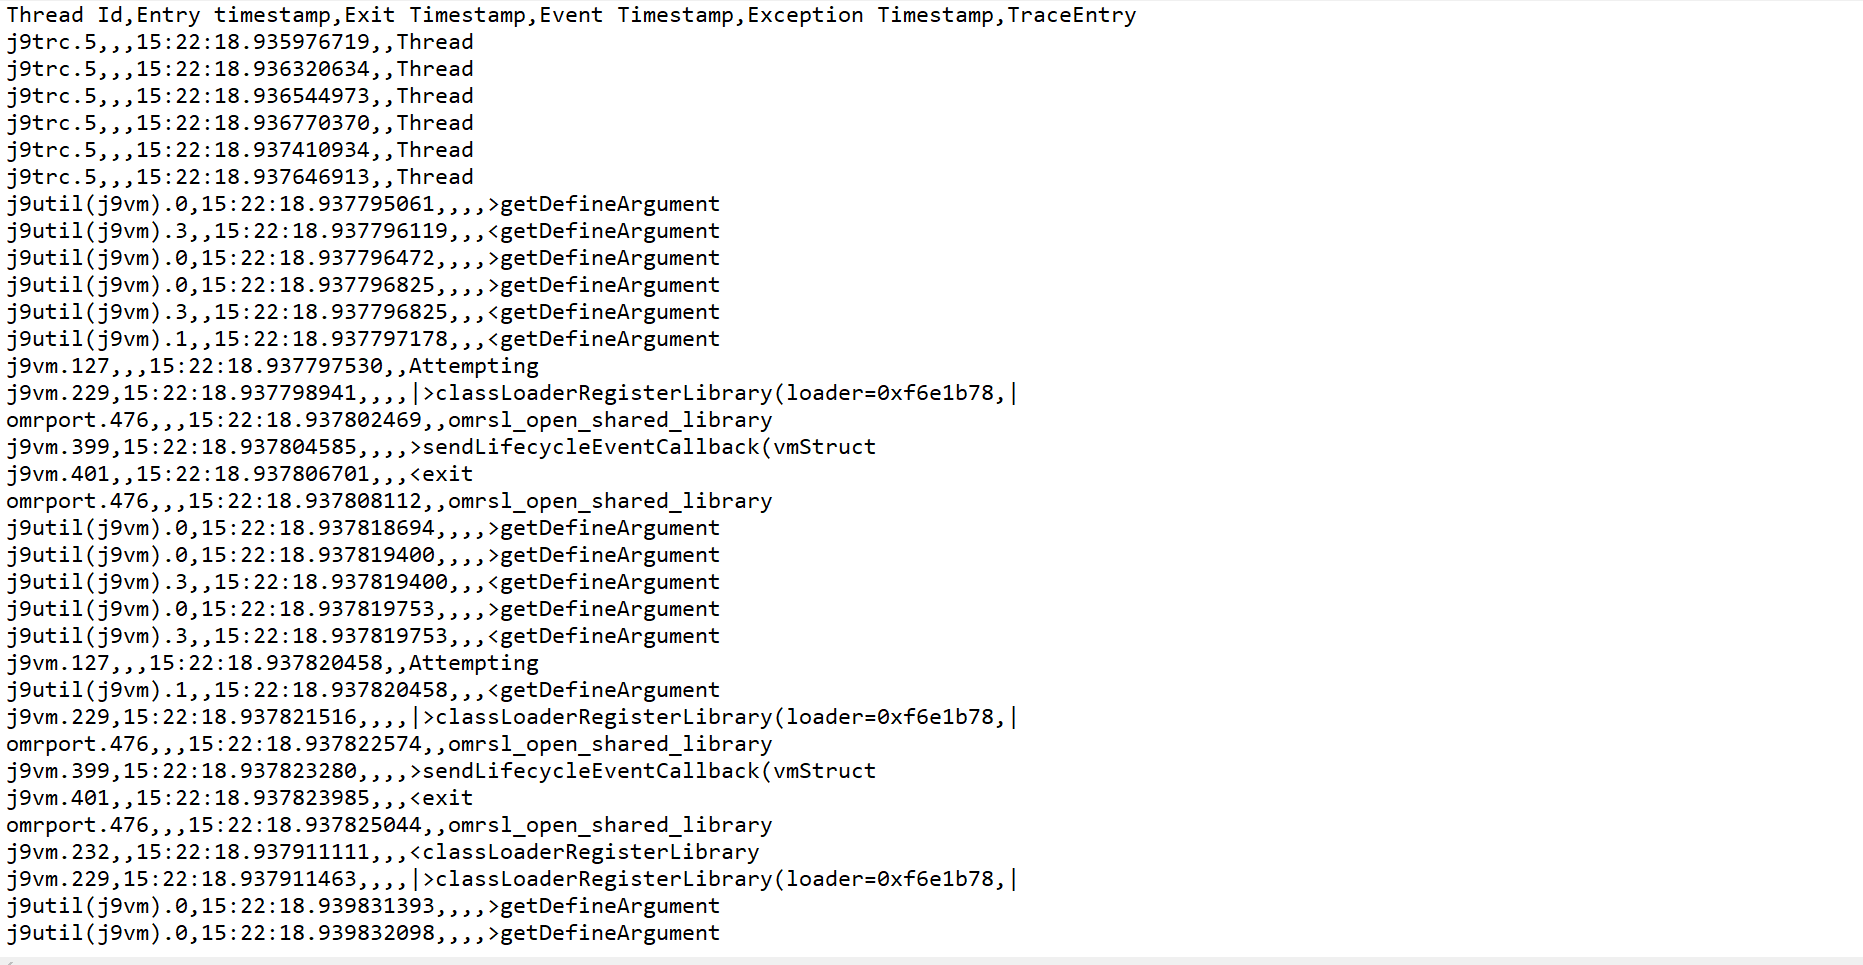 Thread Id,Entry timestamp,Exit Timestamp,Event Timestamp,Exception Timestamp,TraceEntry
j9trc.5,,,15:22:18.935976719,,Thread
j9trc.5,,,15:22:18.936320634,,Thread
j9trc.5,,,15:22:18.936544973,,Thread
j9trc.5,,,15:22:18.936770370,,Thread
j9trc.5,,,15:22:18.937410934,,Thread
j9trc.5,,,15:22:18.937646913,,Thread
j9util(j9vm).0,15:22:18.937795061,,,,>getDefineArgument
j9util(j9vm).3,,15:22:18.937796119,,,<getDefineArgument
j9util(j9vm).0,15:22:18.937796472,,,,>getDefineArgument
j9util(j9vm).0,15:22:18.937796825,,,,>getDefineArgument
j9util(j9vm).3,,15:22:18.937796825,,,<getDefineArgument
j9util(j9vm).1,,15:22:18.937797178,,,<getDefineArgument
j9vm.127,,,15:22:18.937797530,,Attempting
j9vm.229,15:22:18.937798941,,,,|>classLoaderRegisterLibrary(loader=0xf6e1b78,|
omrport.476,,,15:22:18.937802469,,omrsl_open_shared_library
j9vm.399,15:22:18.937804585,,,,>sendLifecycleEventCallback(vmStruct
j9vm.401,,15:22:18.937806701,,,<exit
omrport.476,,,15:22:18.937808112,,omrsl_open_shared_library
j9util(j9vm).0,15:22:18.937818694,,,,>getDefineArgument
j9util(j9vm).0,15:22:18.937819400,,,,>getDefineArgument
j9util(j9vm).3,,15:22:18.937819400,,,<getDefineArgument
j9util(j9vm).0,15:22:18.937819753,,,,>getDefineArgument
j9util(j9vm).3,,15:22:18.937819753,,,<getDefineArgument
j9vm.127,,,15:22:18.937820458,,Attempting
j9util(j9vm).1,,15:22:18.937820458,,,<getDefineArgument
j9vm.229,15:22:18.937821516,,,,|>classLoaderRegisterLibrary(loader=0xf6e1b78,|
omrport.476,,,15:22:18.937822574,,omrsl_open_shared_library
j9vm.399,15:22:18.937823280,,,,>sendLifecycleEventCallback(vmStruct
j9vm.401,,15:22:18.937823985,,,<exit
omrport.476,,,15:22:18.937825044,,omrsl_open_shared_library
j9vm.232,,15:22:18.937911111,,,<classLoaderRegisterLibrary
j9vm.229,15:22:18.937911463,,,,|>classLoaderRegisterLibrary(loader=0xf6e1b78,|
j9util(j9vm).0,15:22:18.939831393,,,,>getDefineArgument
j9util(j9vm).0,15:22:18.939832098,,,,>getDefineArgument